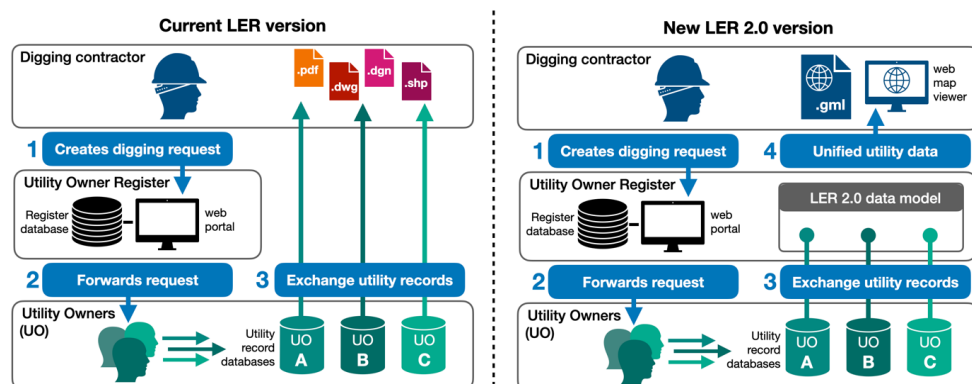 Current LER version
Digging contractor
.pdf
.dwg
.dgn
.shp
1 Creates digging request
Utility Owner Register
Register
database
web
portal
2 Forwards request
3 Exchange utility records
Utility Owners
(UO)
Utility
record
databases
UO
A
UO
B
UO
C
New LER 2.0 version
Digging contractor
.gml
web
map
viewer
1 Creates digging request
4 Unified utility data
Utility Owner Register
Register
database
web
portal
LER 2.0 data model
2 Forwards request
3 Exchange utility records
Utility Owners
(UO)
Utility
record
databases
UO
A
UO
B
UO
C